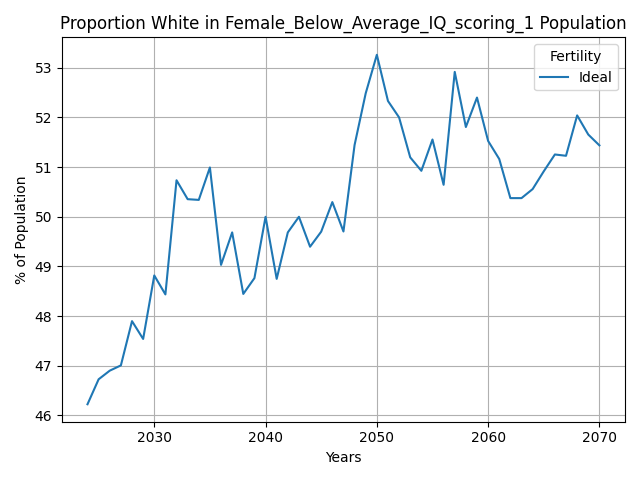 Proportion White in Female_Below_Average_IQ_scoring_1 Population
Fertility
Ideal
53
52
51
50
49
48
47
46
% of Population
2030 2040 2050 2060 2070
Years